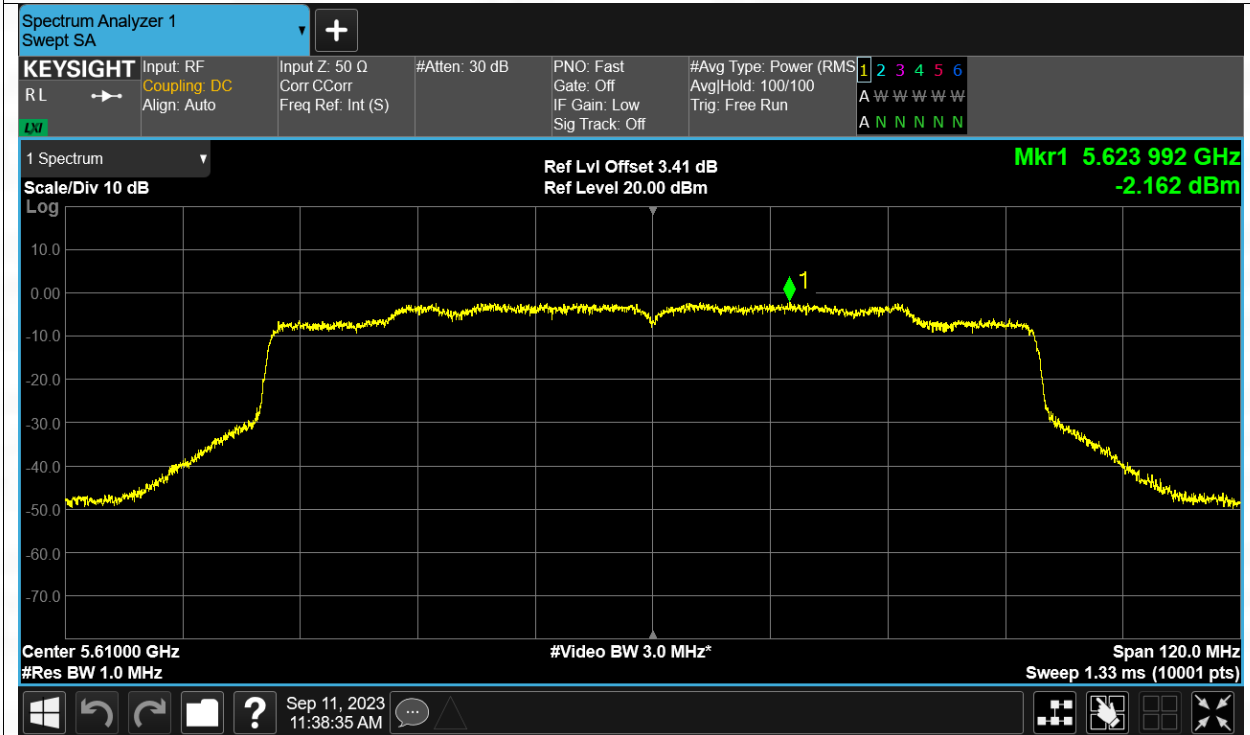 Spectrum Analyzer 1
Swept SA
+
KEYSIGHT Input: RF Input Z: 50 Ω #Atten: 30 dB PNO: Fast #Avg Type: Power (RMS 1 2 3 4 5 6
R L Coupling: DC Corr CCorr Gate: Off Avg|Hold: 100/100 A W W W W W
Align: Auto Freq Ref: Int (S) IF Gain: Low Trig: Free Run
LXI Sig Track: Off A N N N N N
1 Spectrum
Scale/Div 10 dB
Log
Ref Lvl Offset 3.41 dB
Ref Level 20.00 dBm
Mkr1 5.623 992 GHz
-2.162 dBm
1
10.0
0.00
-10.0
-20.0
-30.0
-40.0
-50.0
-60.0
-70.0
Center 5.61000 GHz #Video BW 3.0 MHz* Span 120.0 MHz
#Res BW 1.0 MHz Sweep 1.33 ms (10001 pts)
? Sep 11, 2023
11:38:35 AM